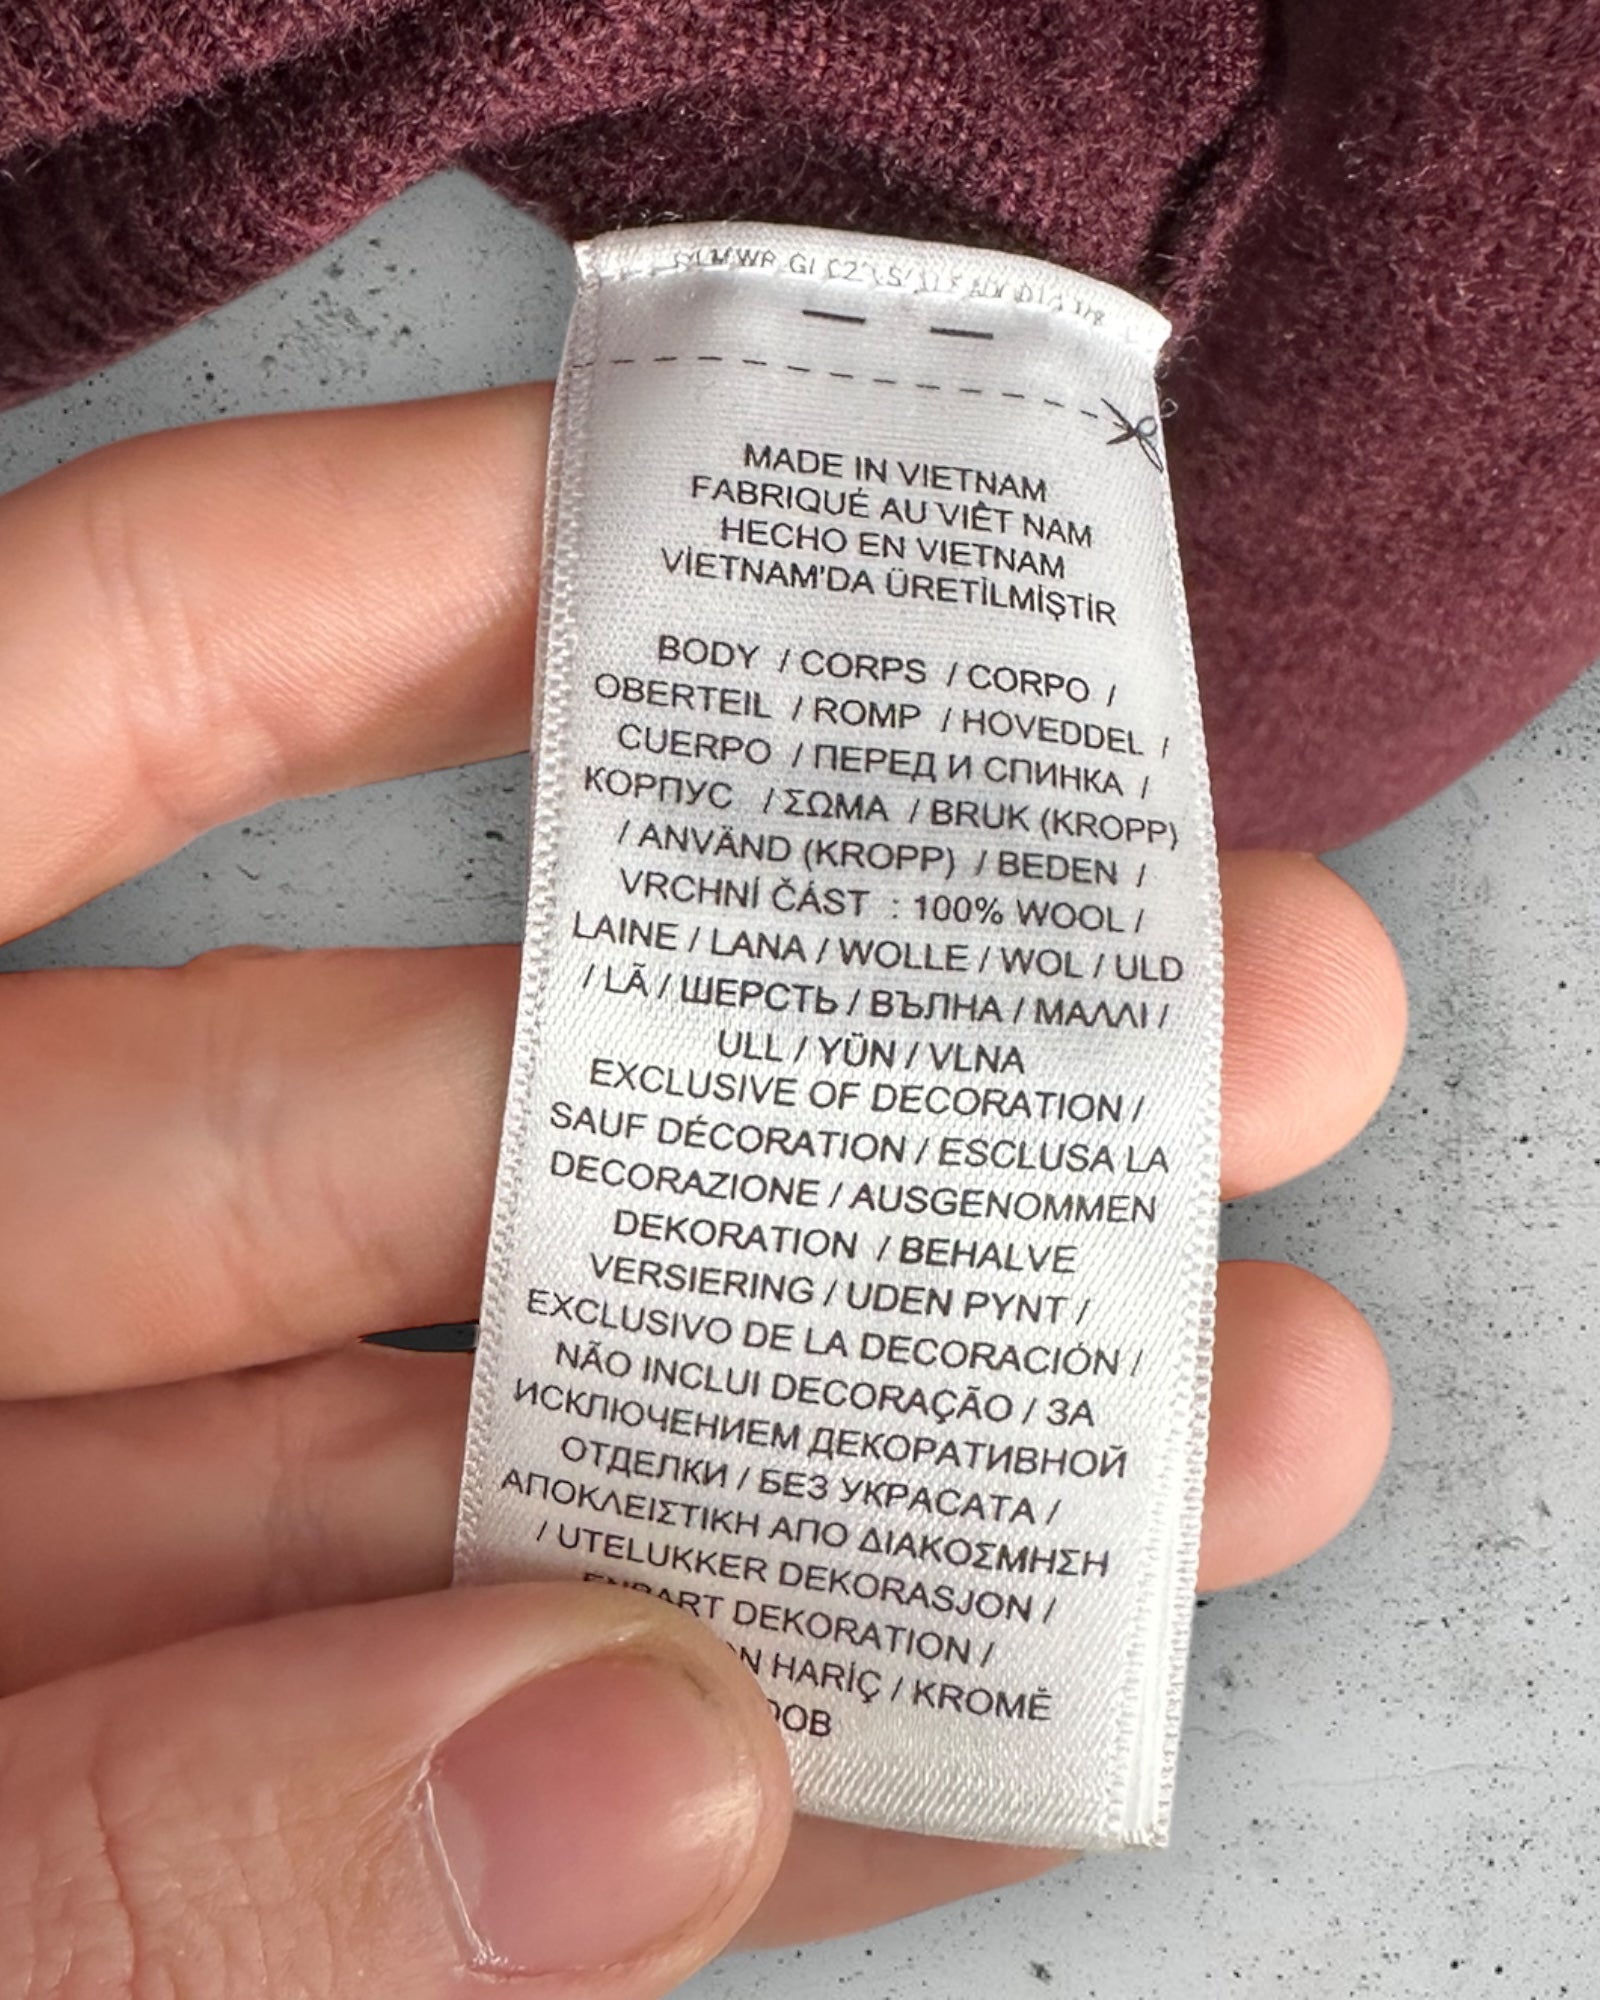 MADE IN VIETNAM
FABRIQUÉ AU VIÊT NAM
HECHO EN VIETNAM
VİETNAM'DA ÜRETİLMİŞTİR
BODY / CORPS / CORPO /
OBERTEIL / ROMP / HOVEDDEL /
CUERPO / ПЕРЕД И СПИНКА /
КОРПУС / ΣΩΜΑ / BRUK (KROPP)
/ ANVÄND (KROPP) / BEDEN /
VRCHNÍ ČÁST : 100% WOOL /
LAINE / LANA / WOLLE / WOL / ULD
/ LÃ / ШЕРСТЬ / ВЪЛНА / ΜΑΛΛΙ /
ULL / YÜN / VLNA
EXCLUSIVE OF DECORATION /
SAUF DÉCORATION / ESCLUSA LA
DECORAZIONE / AUSGENOMMEN
DEKORATION / BEHALVE
VERSIERING / UDEN PYNT /
EXCLUSIVO DE LA DECORACIÓN /
NÃO INCLUI DECORAÇÃO / ЗА
ИСКЛЮЧЕНИЕМ ДЕКОРАТИВНОЙ
ОТДЕЛКИ / БЕЗ УКРАСАТА /
ΑΠΟΚΛΕΙΣΤΙΚΗ ΑΠΟ ΔΙΑΚΟΣΜΗΣΗ
/ UTELUKKER DEKORASJON /
DEKORATION /
HARİÇ / KROMĚ